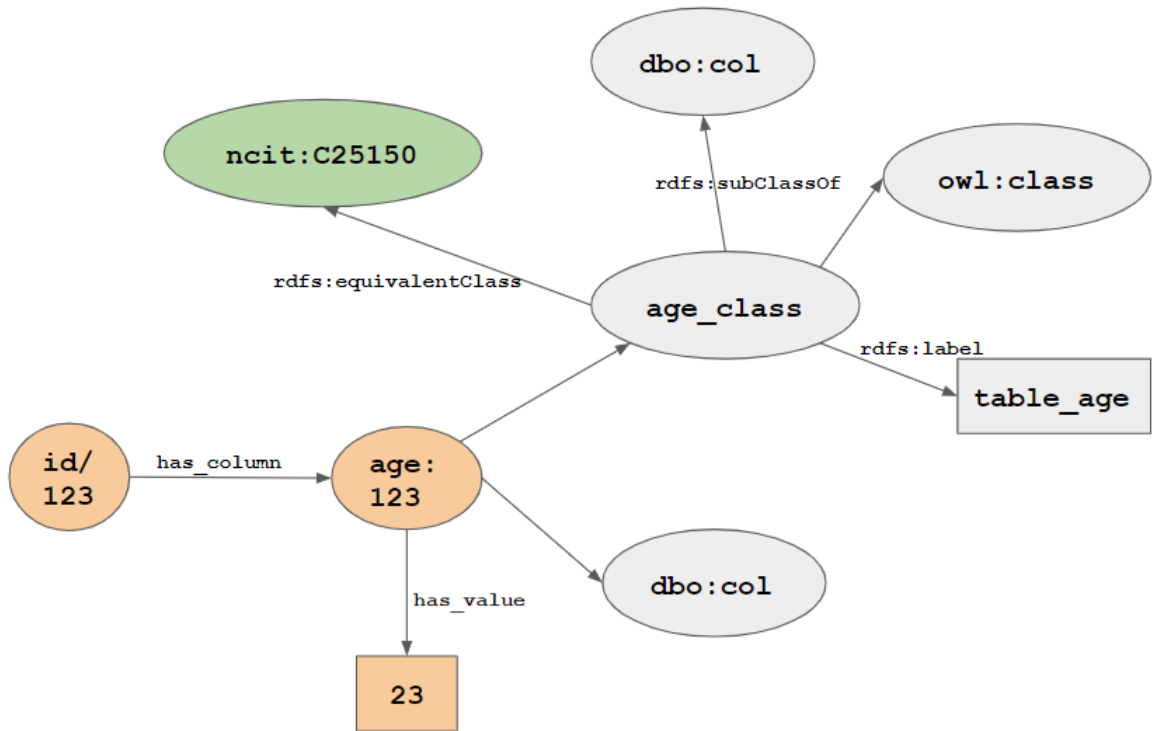 dbo:col
ncit:C25150
rdfs:subClassOf
owl:class
rdfs:equivalentClass
age_class
rdfs:label
table_age
id/
123
has_column
age:
123
dbo:col
has_value
23